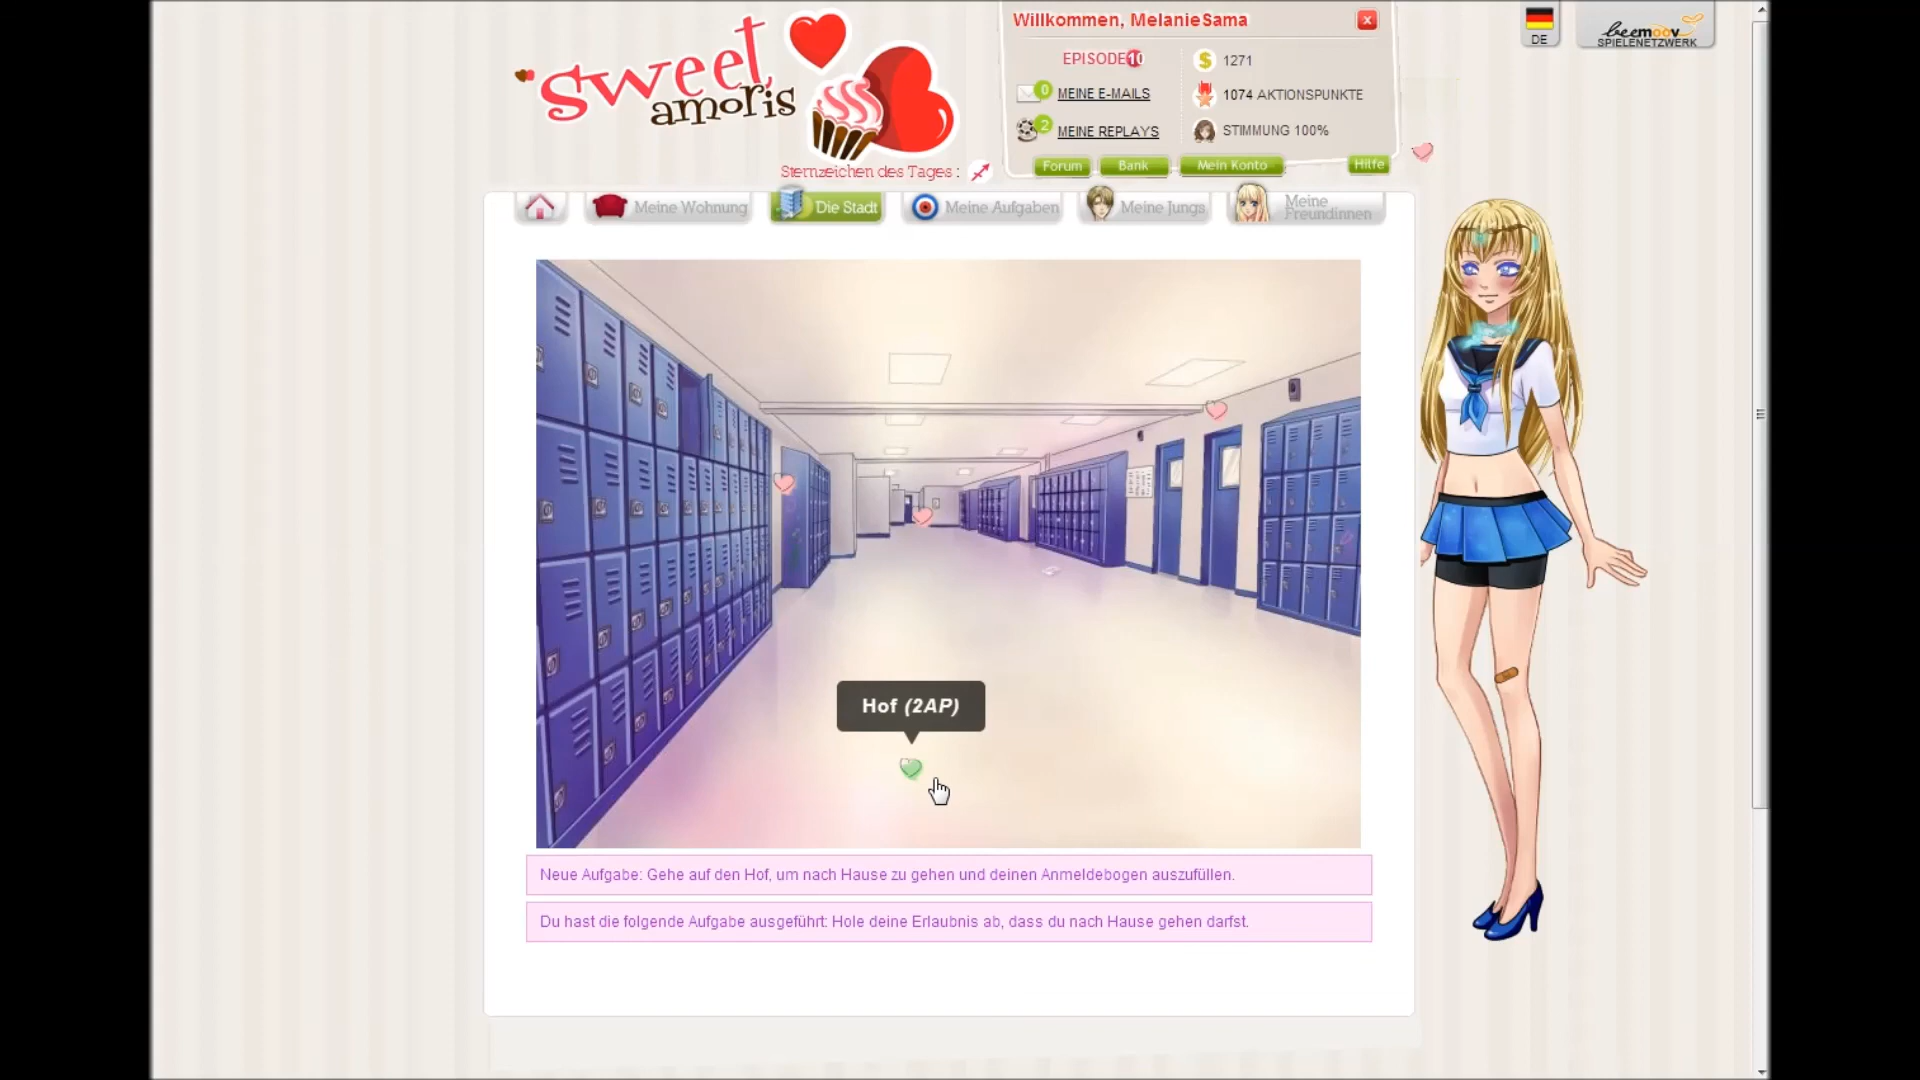 sweet
amoris
Sternzeichen des Tages :
Willkommen, MelanieSama
x
EPISODE 10
$ 1271
0 MEINE E-MAILS
1074 AKTIONSPUNKTE
2 MEINE REPLAYS
STIMMUNG 100%
Forum
Bank
Mein Konto
Hilfe
DE
beemoov
SPIELENETZWERK
Meine Wohnung
Die Stadt
Meine Aufgaben
Meine Jungs
Meine
Freundinnen
Hof (2AP)
Neue Aufgabe: Gehe auf den Hof, um nach Hause zu gehen und deinen Anmeldebogen auszufüllen.
Du hast die folgende Aufgabe ausgeführt: Hole deine Erlaubnis ab, dass du nach Hause gehen darfst.